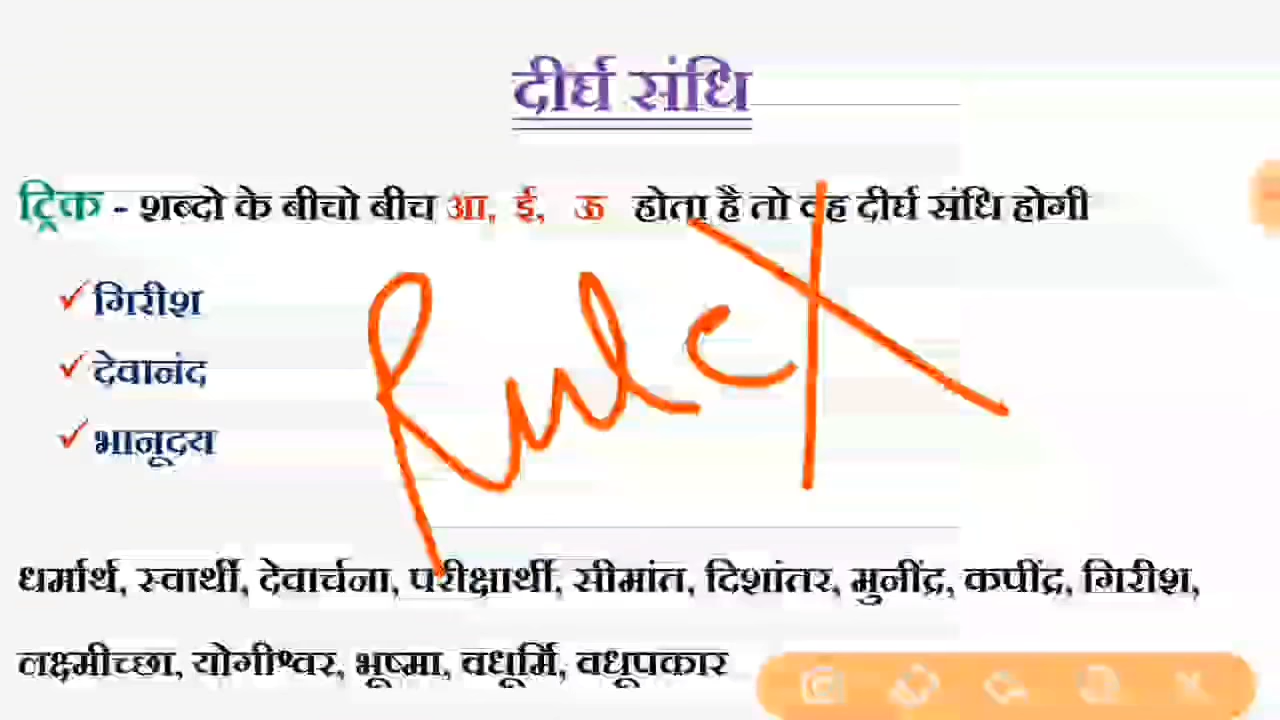 दीर्घ संधि
ट्रिक - शब्दो के बीचो बीच आ, ई, ऊ होता है तो वह दीर्घ संधि होगी
✓ गिरीश
✓ देवानंद
✓ भानूदय
Rule X
धर्मार्थ, स्वार्थी, देवार्चना, परीक्षार्थी, सीमांत, दिशांतर, मुनींद्र, कपींद्र, गिरीश,
लक्ष्मीच्छा, योगीश्वर, भूष्मा, वधूर्मि, वधूपकार